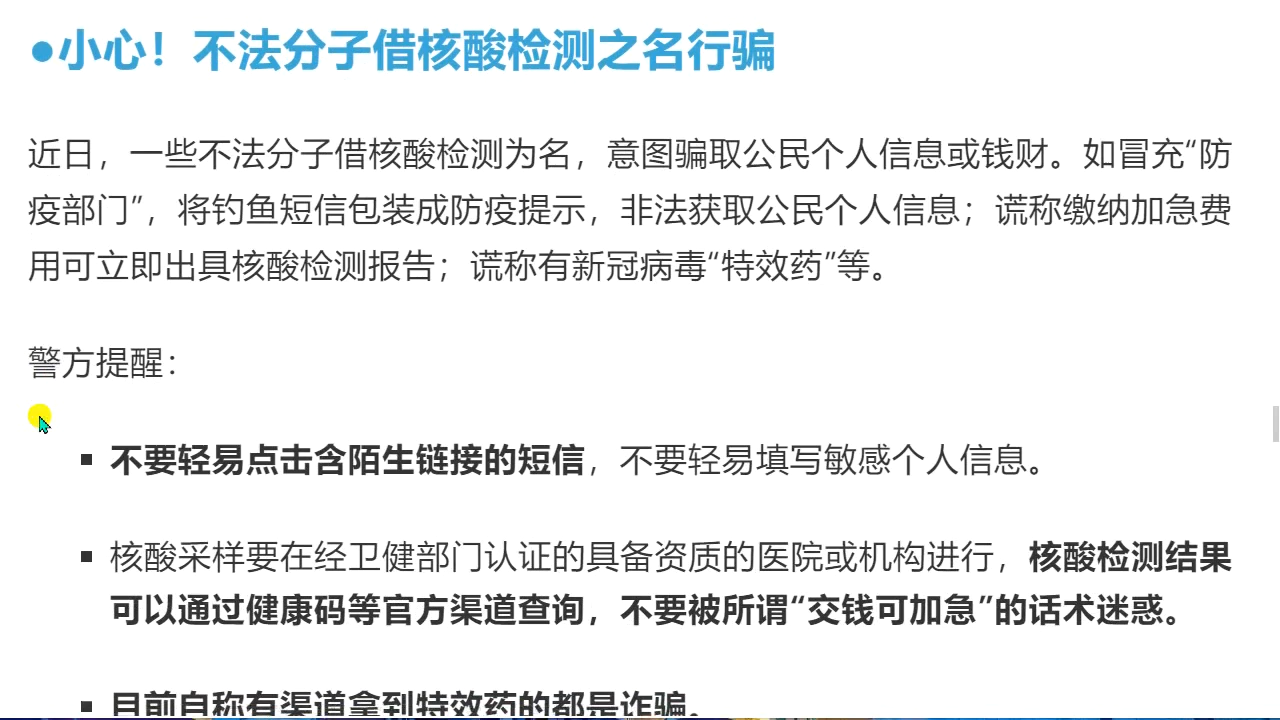 ●小心！不法分子借核酸检测之名行骗
近日，一些不法分子借核酸检测为名，意图骗取公民个人信息或钱财。如冒充“防
疫部门”，将钓鱼短信包装成防疫提示，非法获取公民个人信息；谎称缴纳加急费
用可立即出具核酸检测报告；谎称有新冠病毒“特效药”等。
警方提醒：
▪ 不要轻易点击含陌生链接的短信，不要轻易填写敏感个人信息。
▪ 核酸采样要在经卫健部门认证的具备资质的医院或机构进行，核酸检测结果
可以通过健康码等官方渠道查询，不要被所谓“交钱可加急”的话术迷惑。
▪ 目前自称有渠道拿到特效药的都是诈骗。